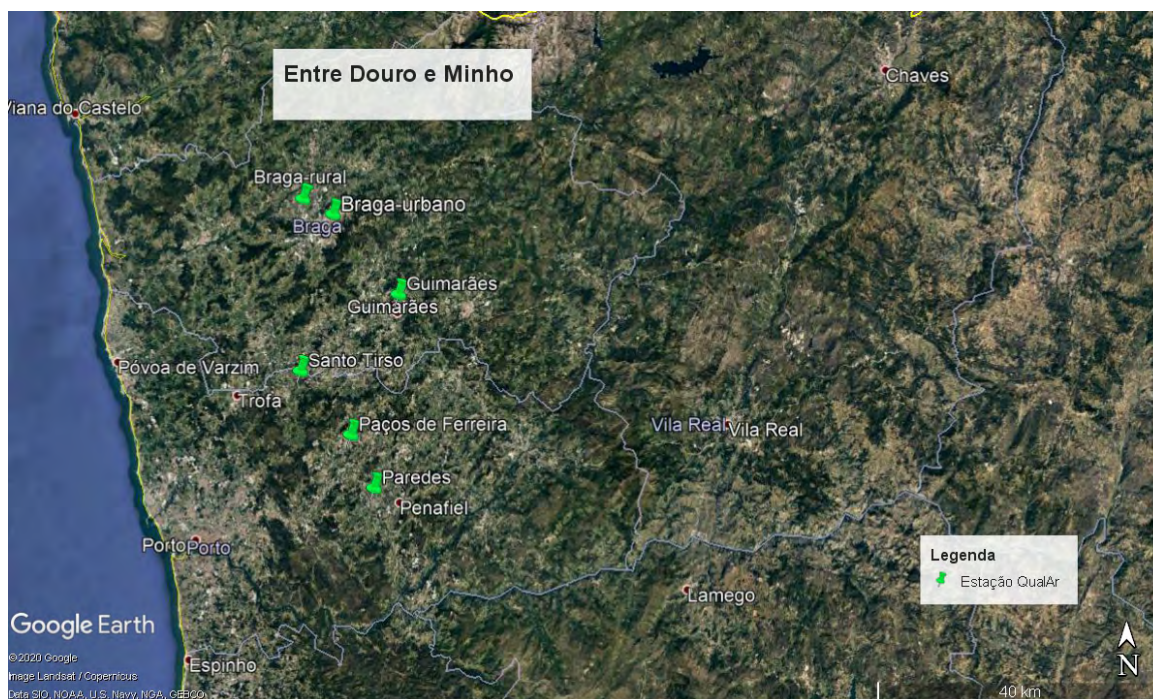 Entre Douro e Minho
Chaves
Viana do Castelo
Braga-rural
Braga-urbano
Braga
Guimarães
Guimarães
Santo Tirso
Póvoa de Varzim
Trofa
Paços de Ferreira
Vila Real
Vila Real
Paredes
Penafiel
Porto
Porto
Legenda
Estação QualAr
Lamego
Google Earth
©2020 Google
Image Landsat / Copernicus
Data SIO, NOAA, U.S. Navy, NGA, GEBCO
Espinho
N
40 km